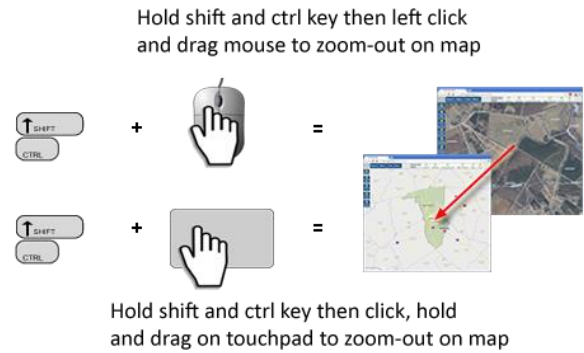 Hold shift and ctrl key then left click
and drag mouse to zoom-out on map
SHIFT
+
=
CTRL
SHIFT
+
=
CTRL
Hold shift and ctrl key then click, hold
and drag on touchpad to zoom-out on map